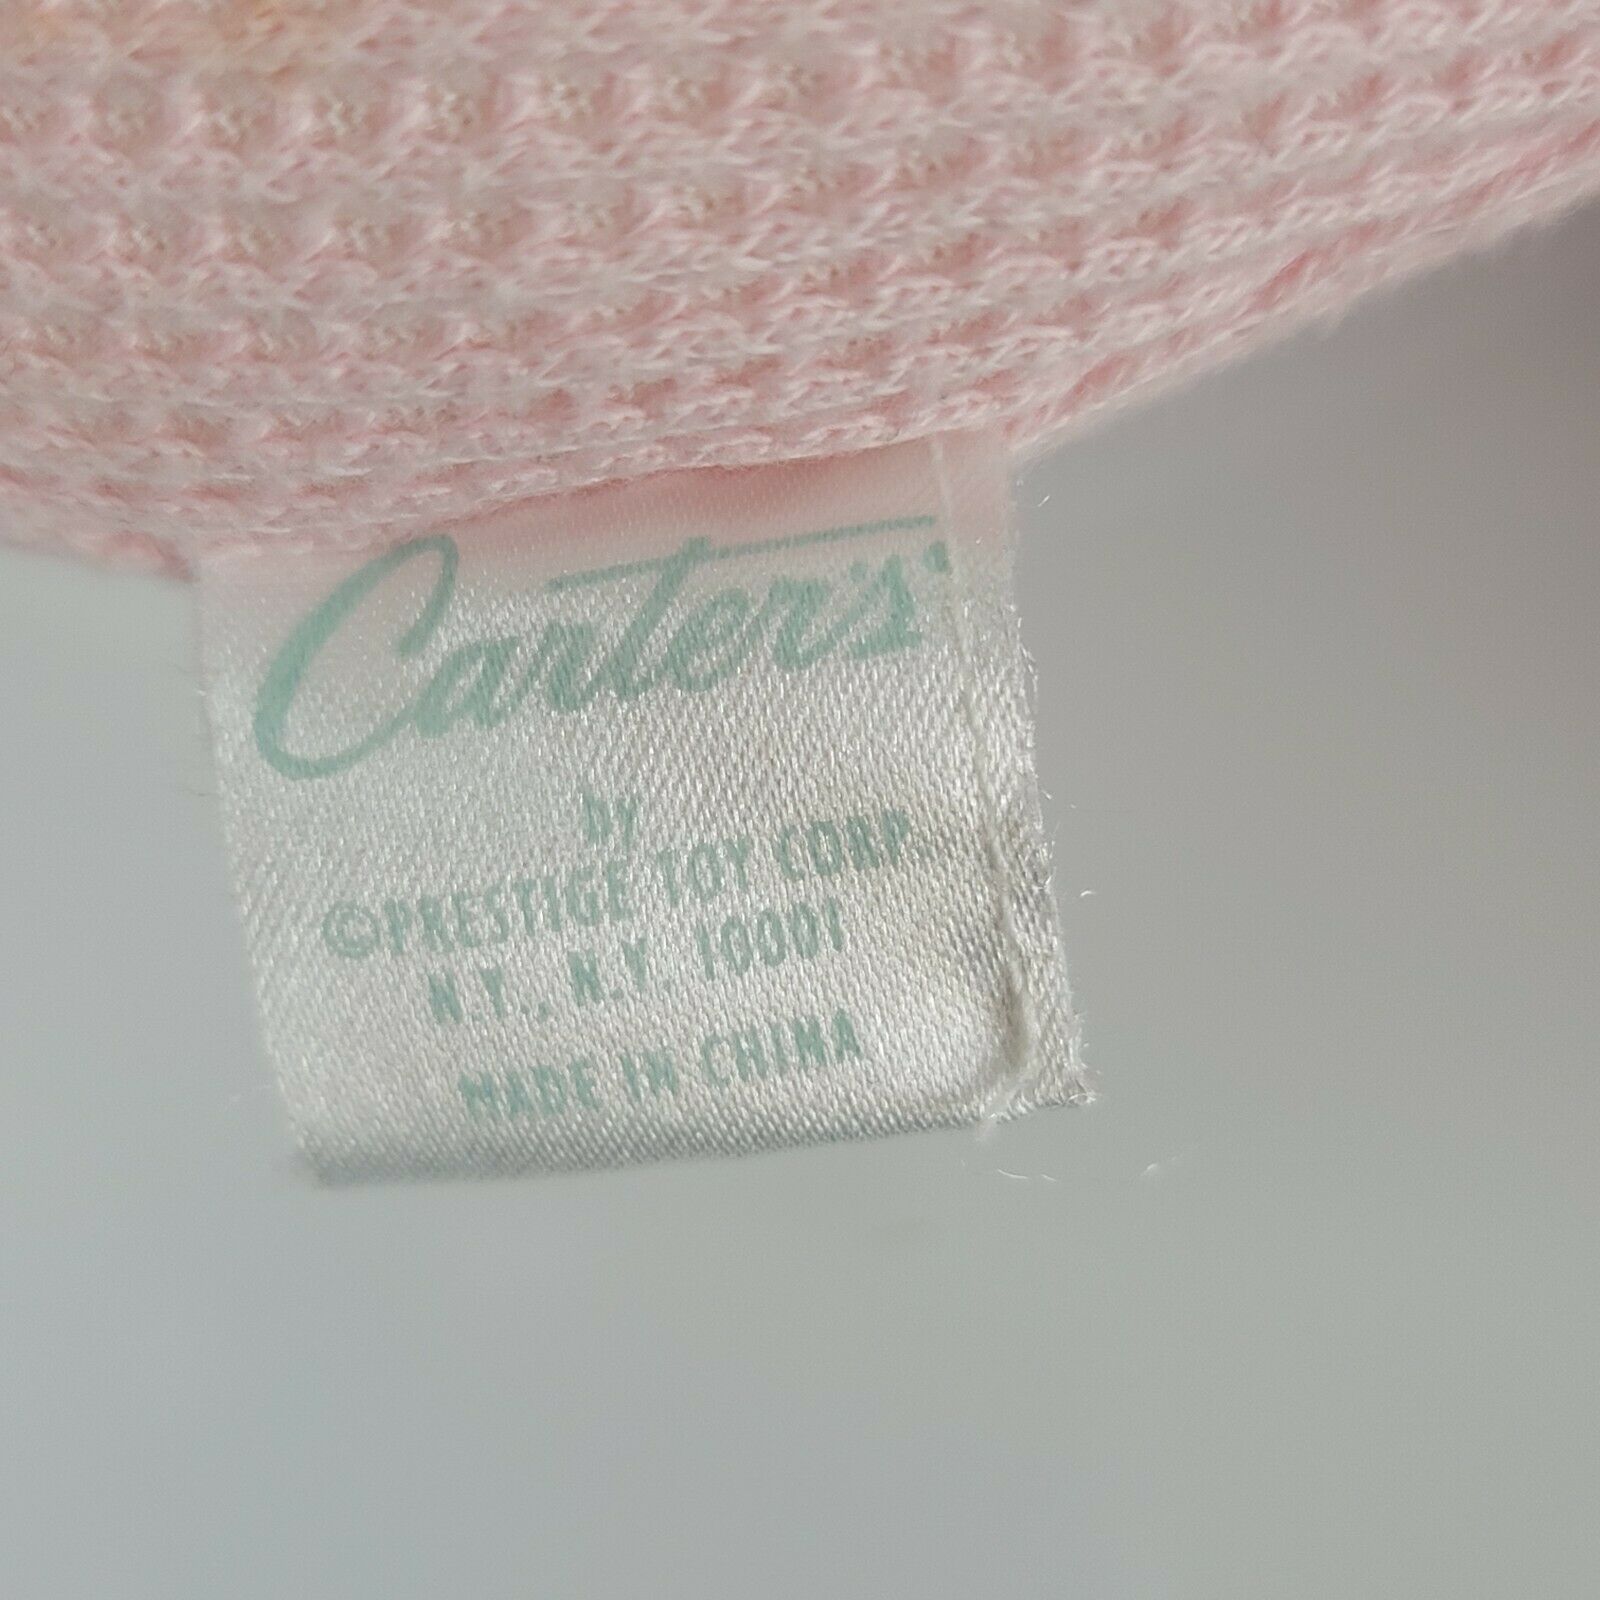 Carter's
by
©PRESTIGE TOY CORP.
N.Y., N.Y. 10001
MADE IN CHINA